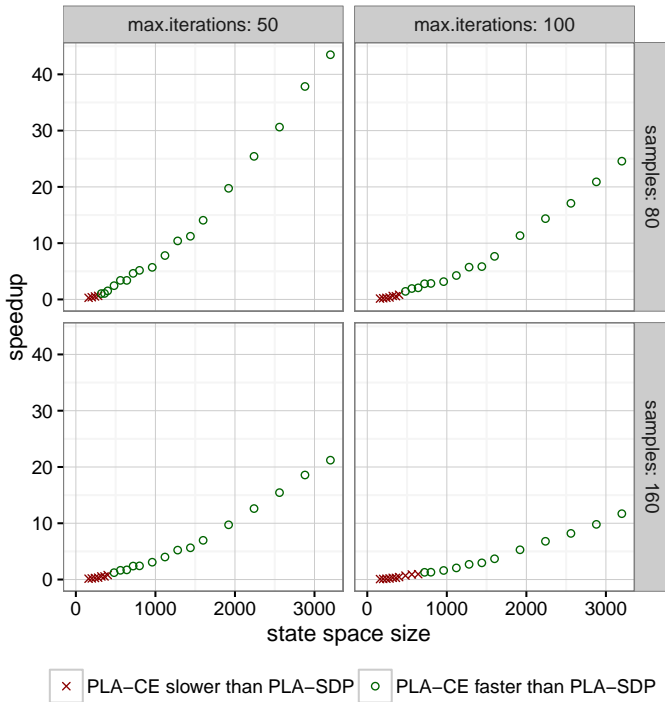 max.iterations: 50
max.iterations: 100
40
30
20
10
0
samples: 80
speedup
40
30
20
10
0
samples: 160
0
1000
2000
3000
0
1000
2000
3000
state space size
PLA−CE slower than PLA−SDP
PLA−CE faster than PLA−SDP